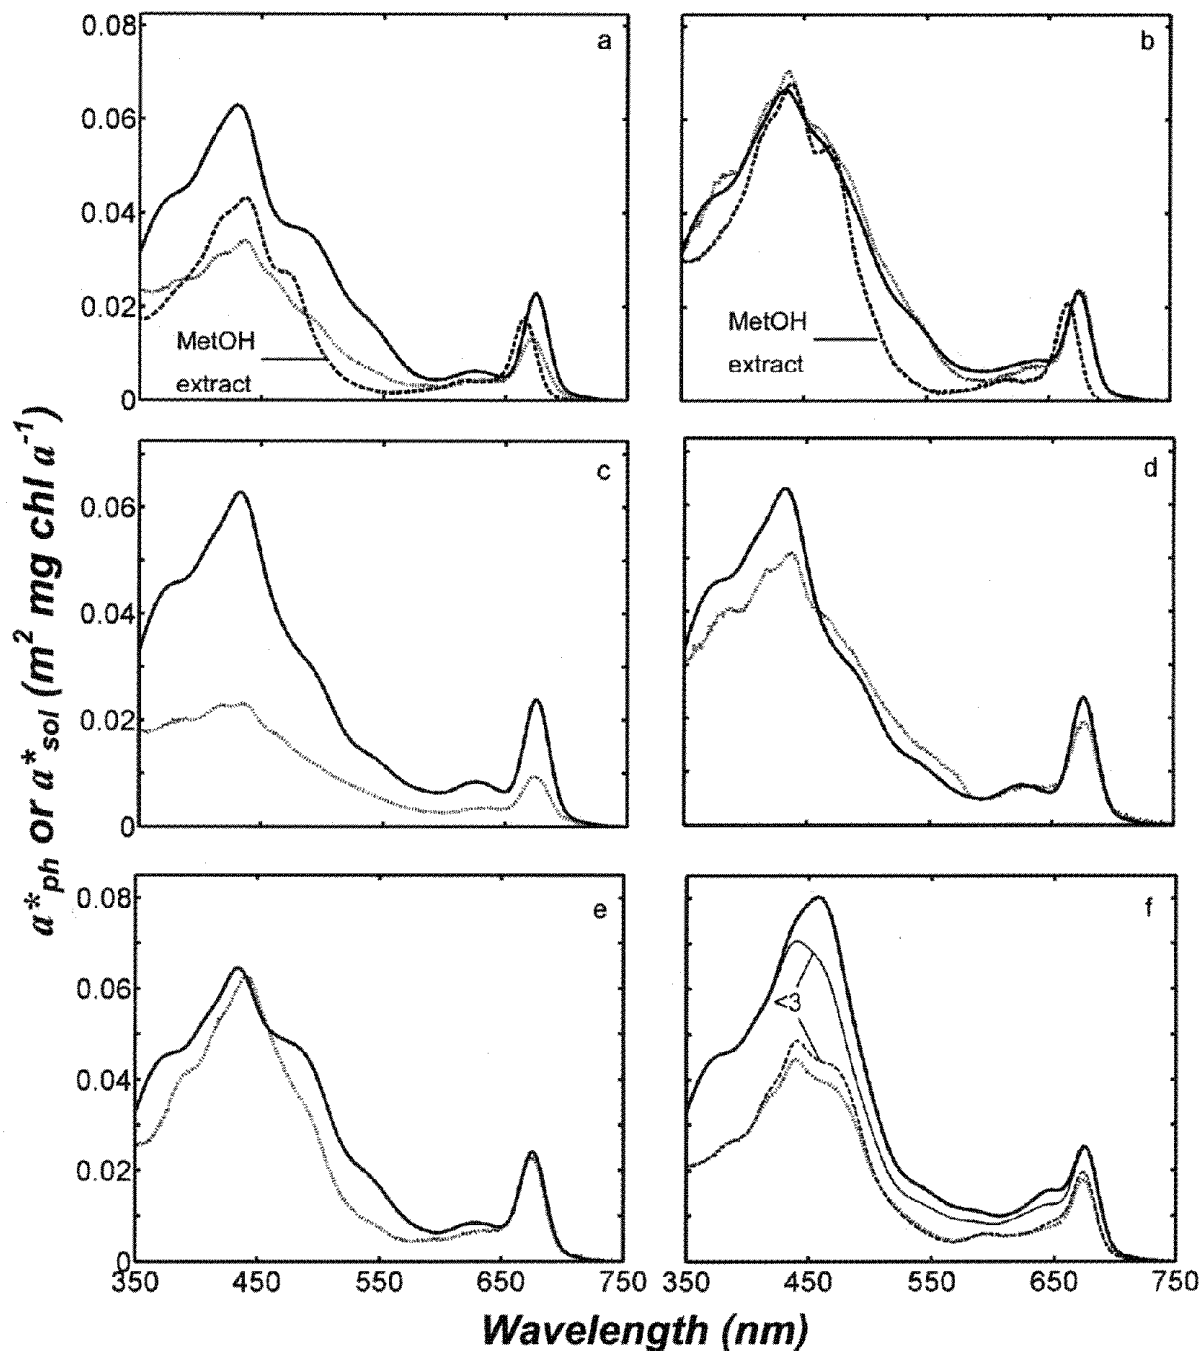 0.08
0.06
0.04
0.02
0
a
MetOH
extract
b
MetOH
extract
0.06
0.04
0.02
0
c
d
0.08
0.06
0.04
0.02
0
e
f
<3
350 450 550 650 750
350 450 550 650 750
a*ph or a*sol (m² mg chl a⁻¹)
Wavelength (nm)